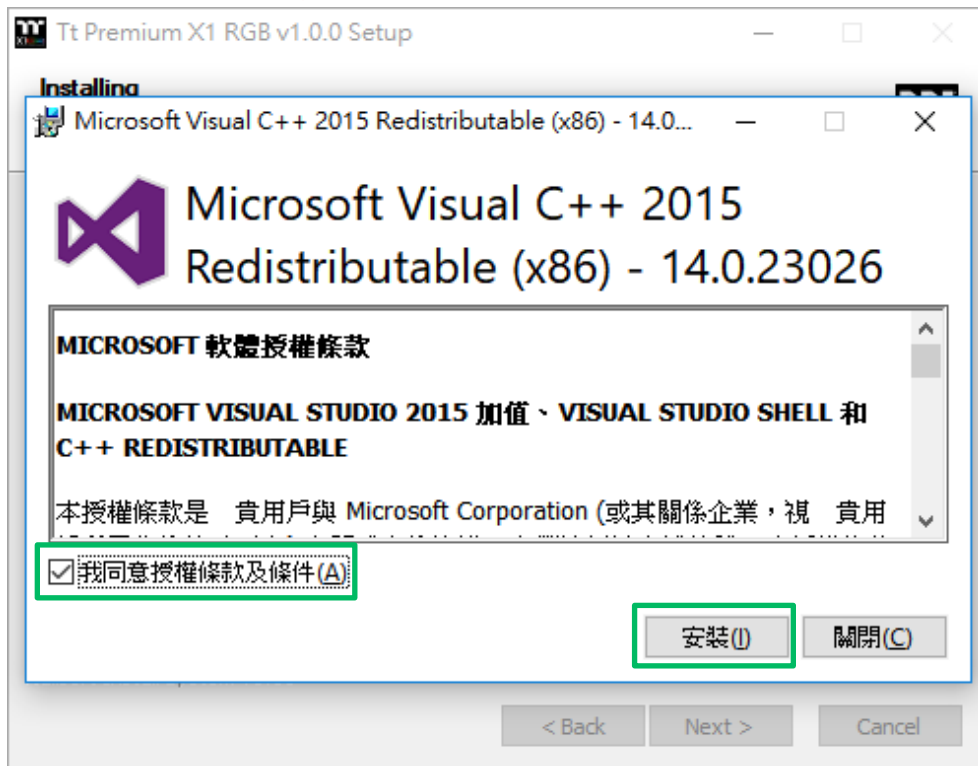 Tt Premium X1 RGB v1.0.0 Setup
Installing
Microsoft Visual C++ 2015 Redistributable (x86) - 14.0...
Microsoft Visual C++ 2015
Redistributable (x86) - 14.0.23026
MICROSOFT 軟體授權條款
MICROSOFT VISUAL STUDIO 2015 加值、VISUAL STUDIO SHELL 和
C++ REDISTRIBUTABLE
本授權條款是 貴用戶與 Microsoft Corporation (或其關係企業，視 貴用
我同意授權條款及條件(A)
安裝(I) 關閉(C)
< Back Next > Cancel